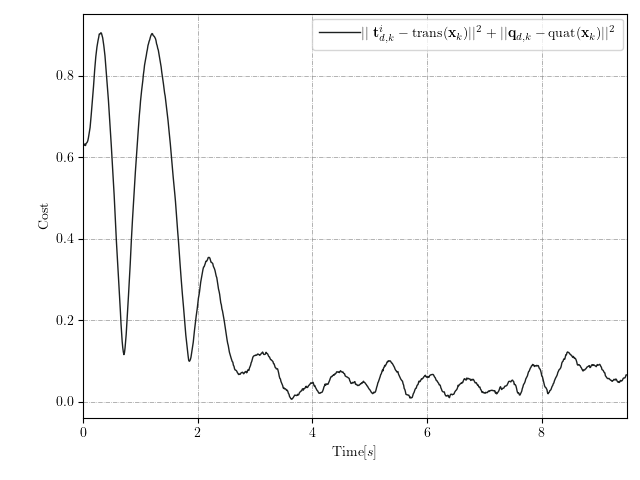 || t^i_{d,k} − trans(x_k)||² + ||q_{d,k} − quat(x_k)||²
Cost
0.8
0.6
0.4
0.2
0.0
0 2 4 6 8
Time[s]